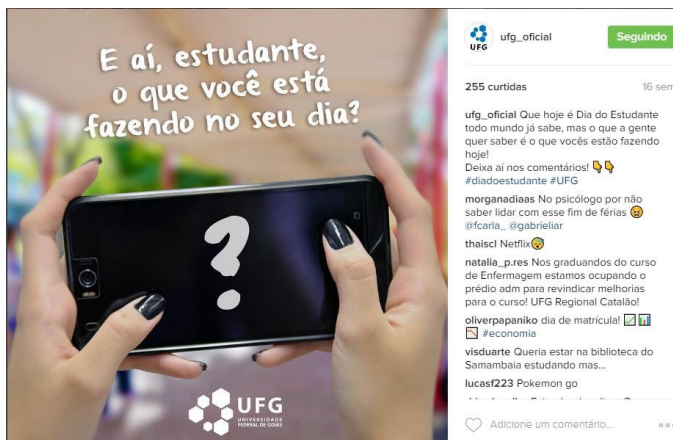 E aí, estudante,
o que você está
fazendo no seu dia?
?
UFG
UNIVERSIDADE
FEDERAL DE GOIÁS
UFG
ufg_oficial
Seguindo
255 curtidas
16 sem
ufg_oficial Que hoje é Dia do Estudante
todo mundo já sabe, mas o que a gente
quer saber é o que vocês estão fazendo
hoje!
Deixa aí nos comentários!
#diadoestudante #UFG
morganadiaas No psicólogo por não
saber lidar com esse fim de férias
@fcarla_ @gabrieliar
thaiscl Netflix
natalia_p.res Nos graduandos do curso
de Enfermagem estamos ocupando o
prédio adm para revindicar melhorias
para o curso! UFG Regional Catalão!
oliverpapaniko dia de matrícula!
#economia
visduarte Queria estar na biblioteca do
Samambaia estudando mas...
lucasf223 Pokemon go
Adicione um comentário...